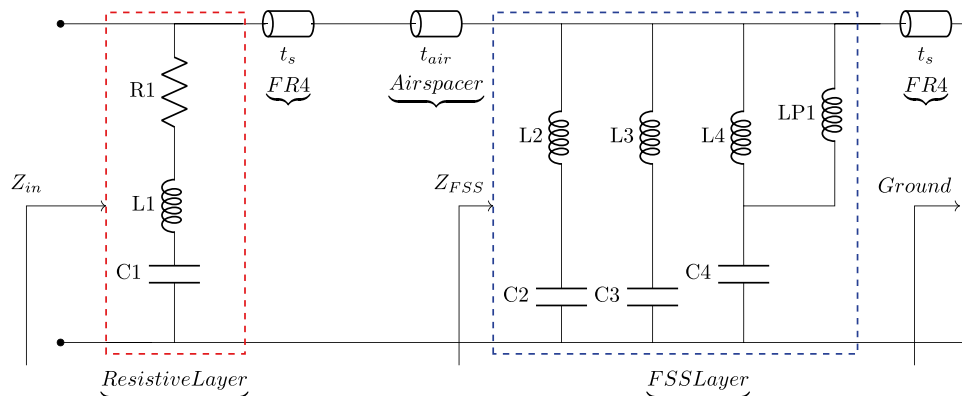 t_s
FR4
t_air
Airspacer
t_s
FR4
R1
L1
C1
Z_in
Z_FSS
L2
L3
L4
LP1
C2
C3
C4
Ground
ResistiveLayer
FSSLayer